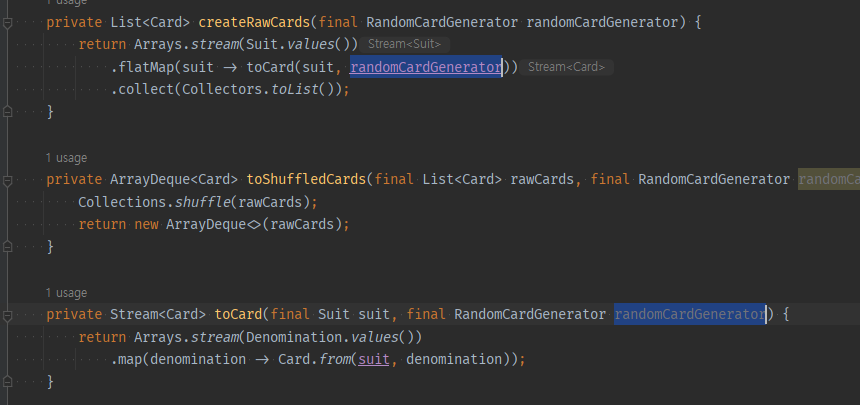 1 usage
private List<Card> createRawCards(final RandomCardGenerator randomCardGenerator) {
return Arrays.stream(Suit.values()) Stream<Suit>
.flatMap(suit -> toCard(suit, randomCardGenerator)) Stream<Card>
.collect(Collectors.toList());
}
1 usage
private ArrayDeque<Card> toShuffledCards(final List<Card> rawCards, final RandomCardGenerator randomCa
Collections.shuffle(rawCards);
return new ArrayDeque<>(rawCards);
}
1 usage
private Stream<Card> toCard(final Suit suit, final RandomCardGenerator randomCardGenerator) {
return Arrays.stream(Denomination.values())
.map(denomination -> Card.from(suit, denomination));
}